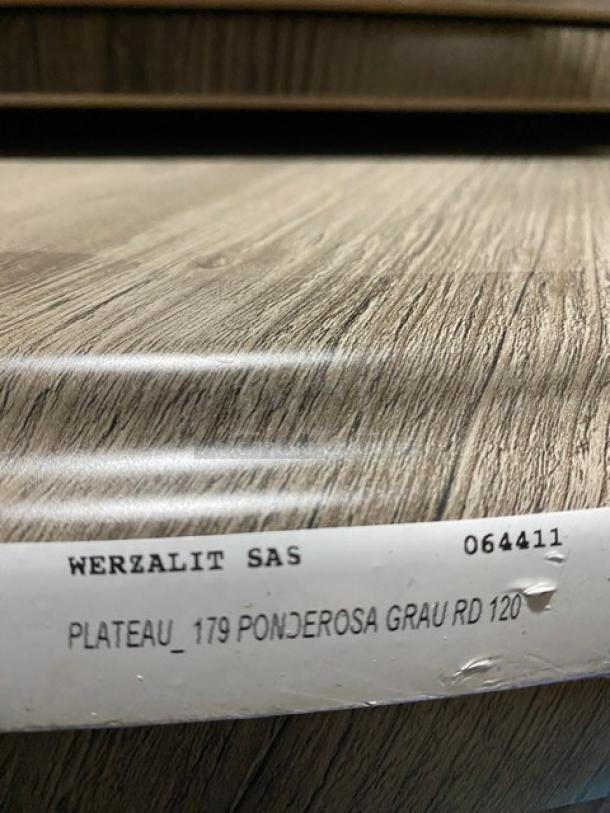 WERZALIT SAS 064411
PLATEAU_ 179 PONDEROSA GRAU RD 120